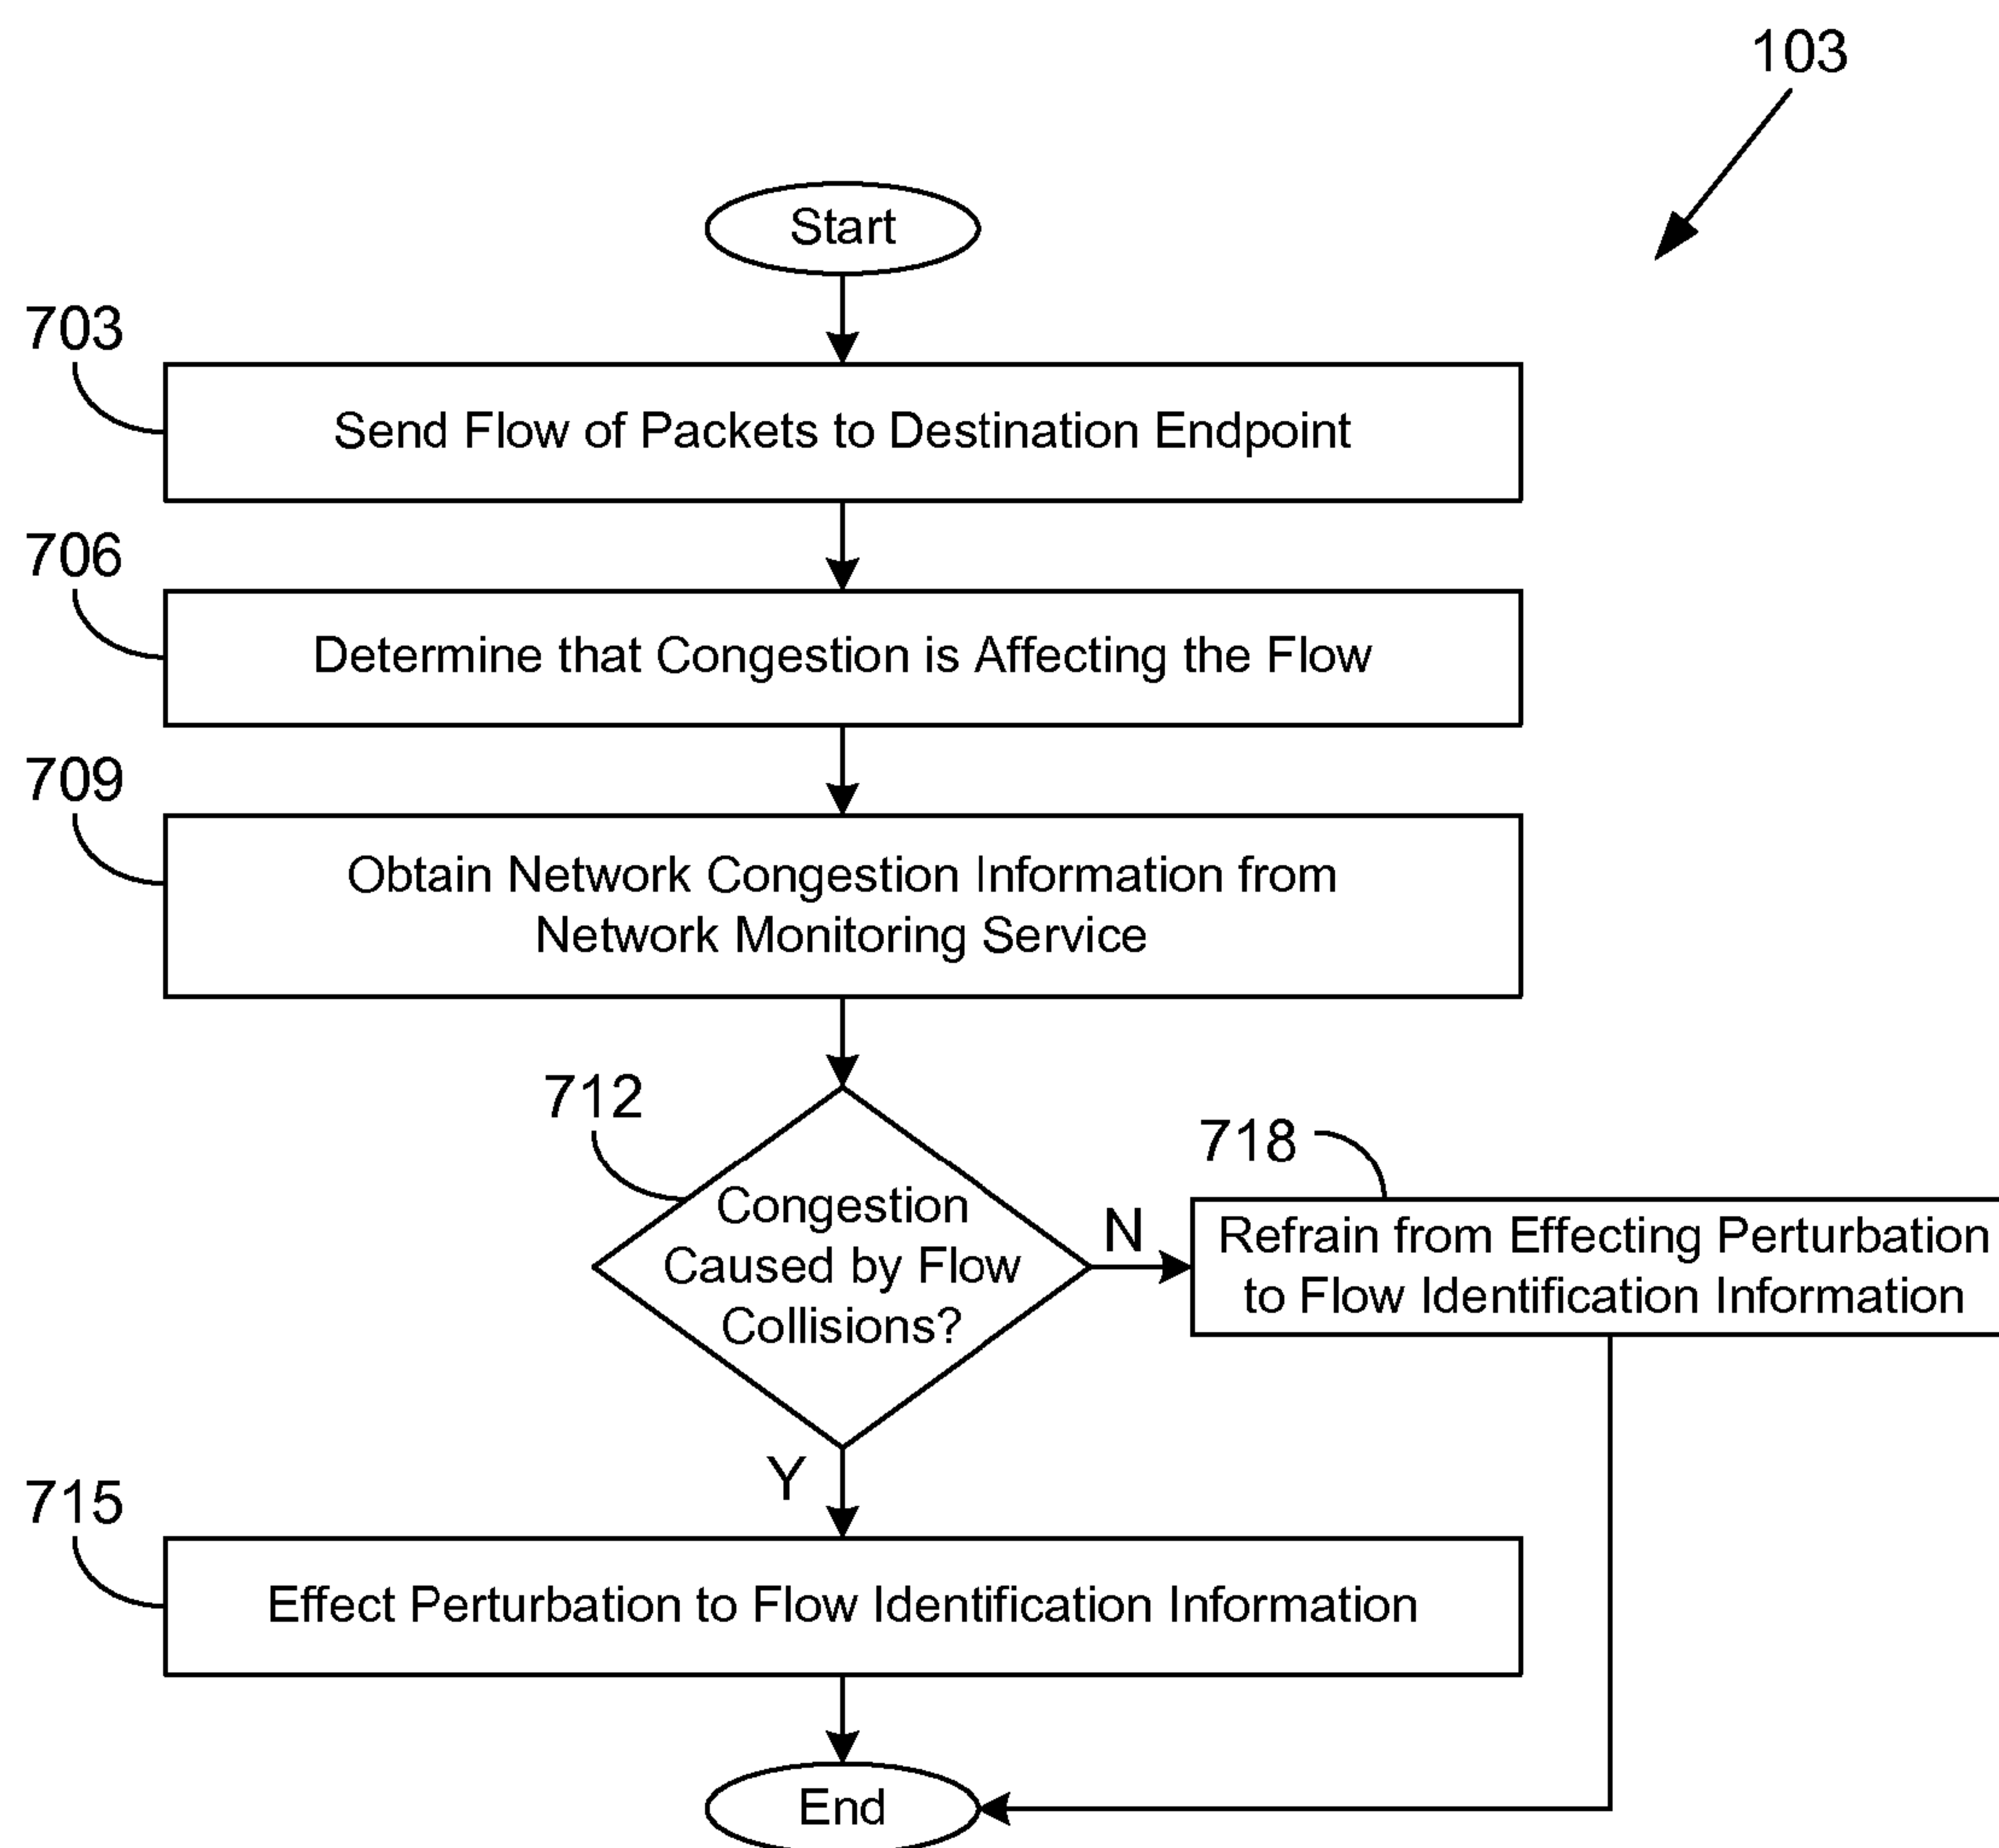 103
Start
703
Send Flow of Packets to Destination Endpoint
706
Determine that Congestion is Affecting the Flow
709
Obtain Network Congestion Information from
Network Monitoring Service
712
Congestion
Caused by Flow
Collisions?
N
718
Refrain from Effecting Perturbation
to Flow Identification Information
Y
715
Effect Perturbation to Flow Identification Information
End